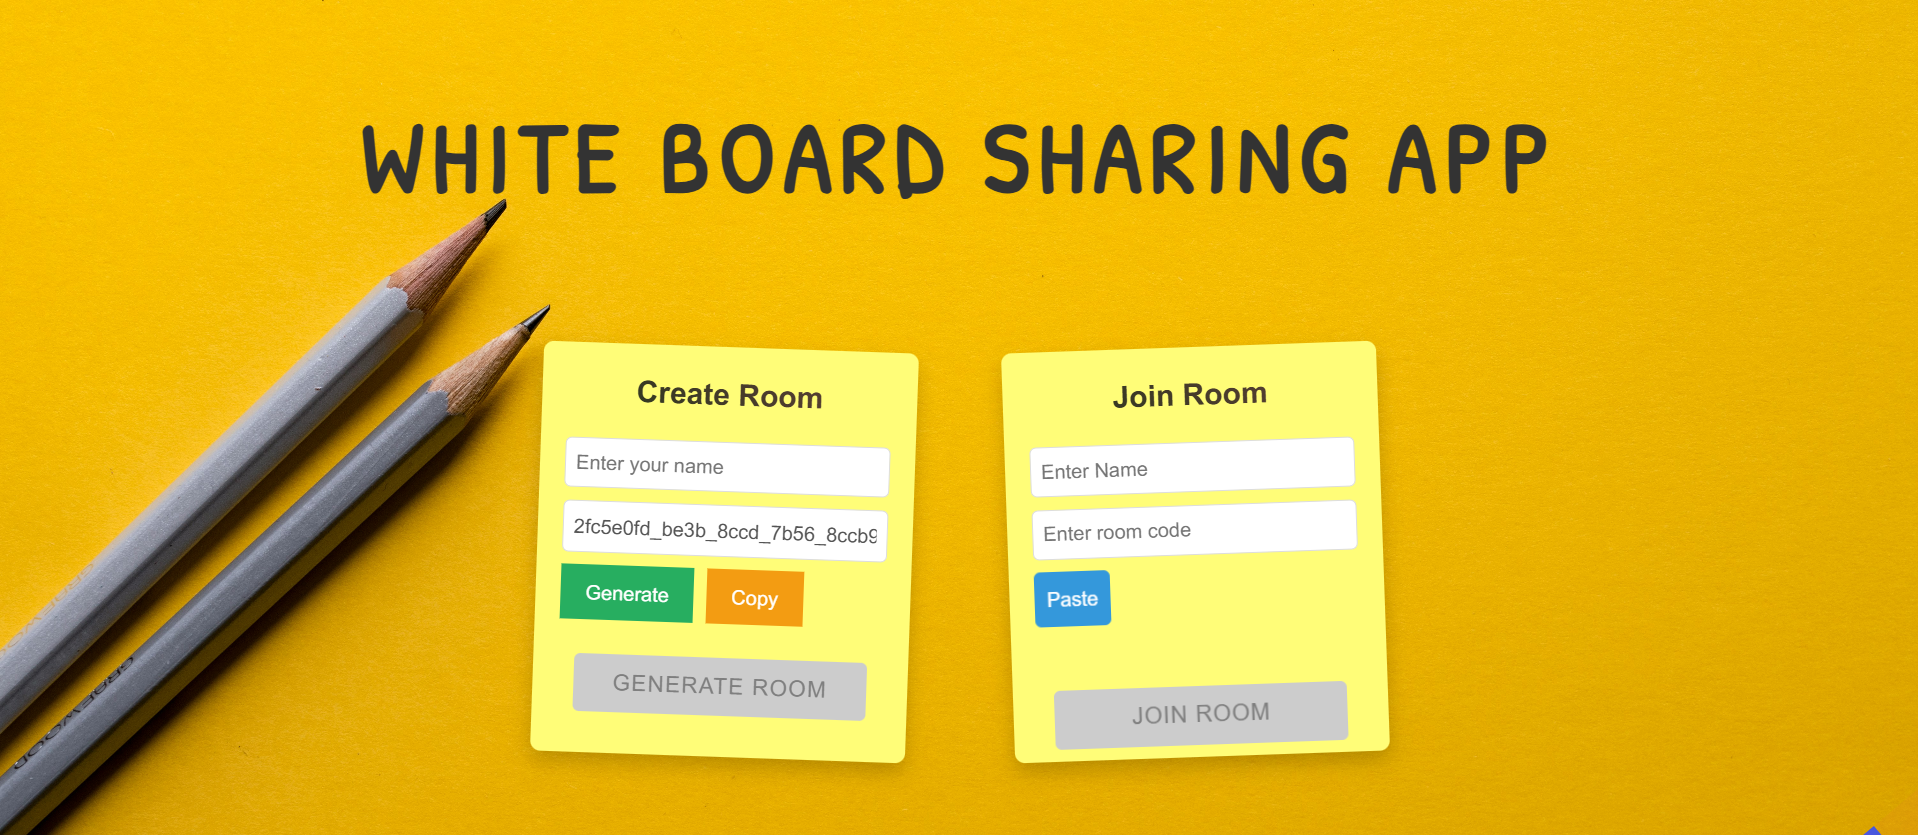 WHITE BOARD SHARING APP
Create Room
Enter your name
2fc5e0fd_be3b_8ccd_7b56_8ccb9
Generate
Copy
GENERATE ROOM
Join Room
Enter Name
Enter room code
Paste
JOIN ROOM